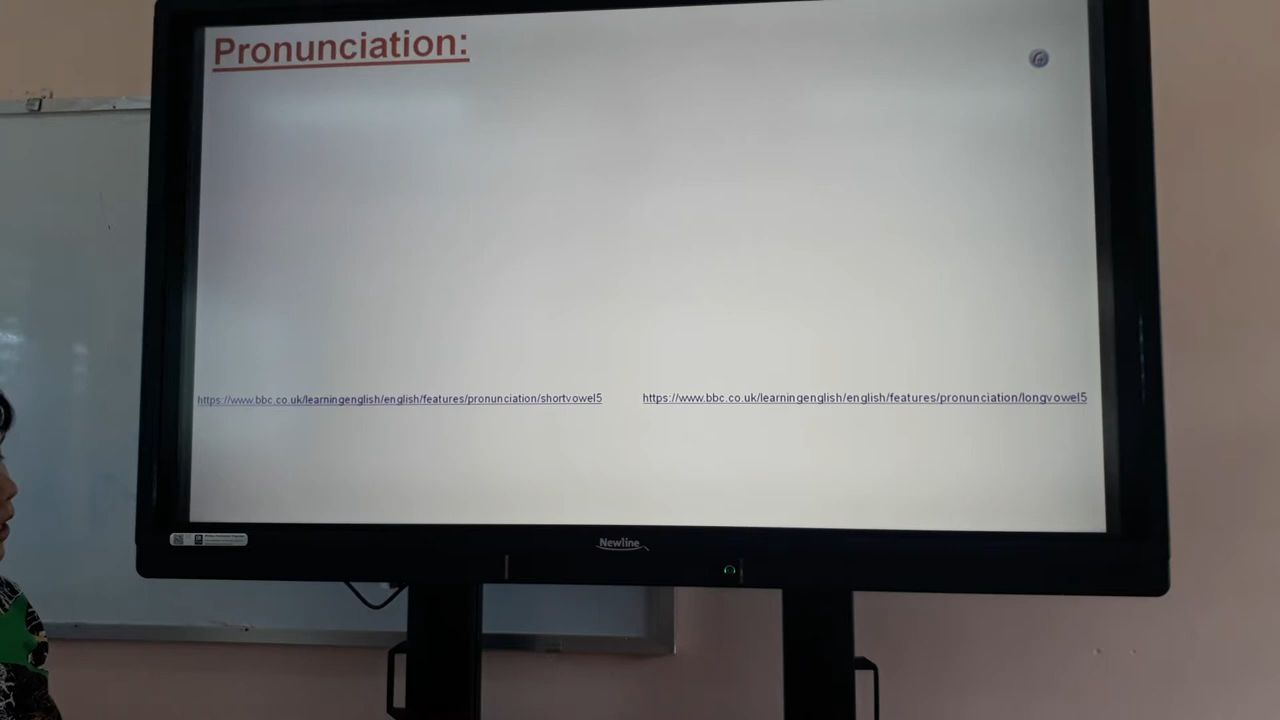 Pronunciation:
https://www.bbc.co.uk/learningenglish/english/features/pronunciation/shortvowel5
https://www.bbc.co.uk/learningenglish/english/features/pronunciation/longvowel5
Newline